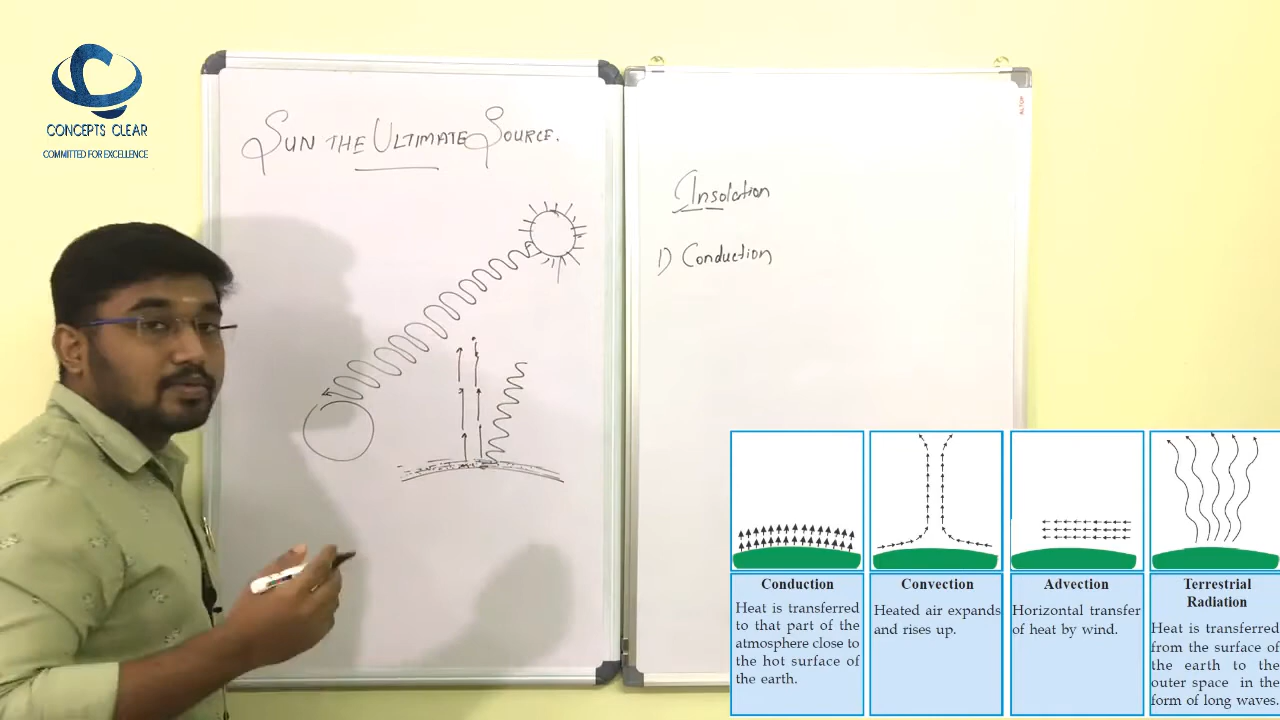 CONCEPTS CLEAR
COMMITTED FOR EXCELLENCE
SUN THE ULTIMATE SOURCE.
ALTOP
Insolation
1) Conduction
Conduction
Heat is transferred
to that part of the
atmosphere close to
the hot surface of
the earth.
Convection
Heated air expands
and rises up.
Advection
Horizontal transfer
of heat by wind.
Terrestrial
Radiation
Heat is transferred
from the surface of
the earth to the
outer space in the
form of long waves.